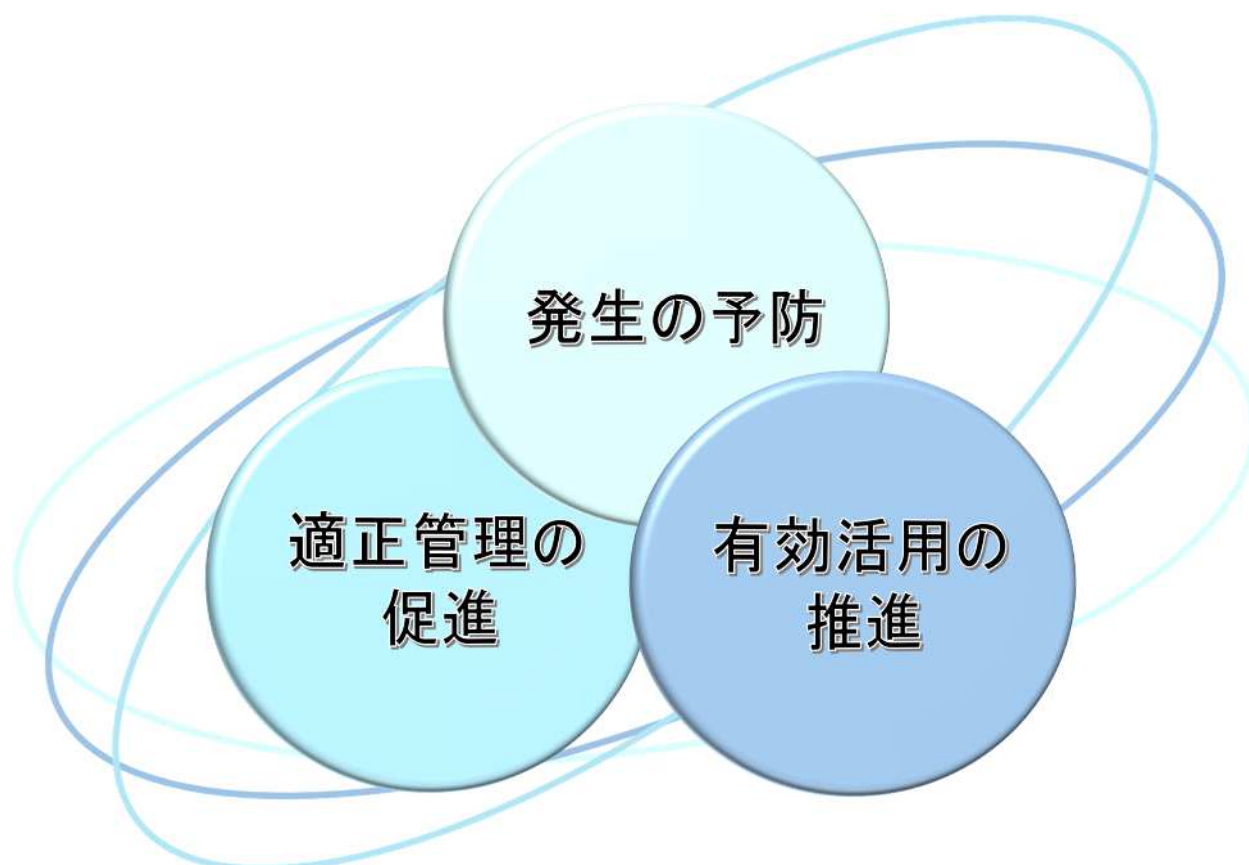 発生の予防
適正管理の
促進
有効活用の
推進